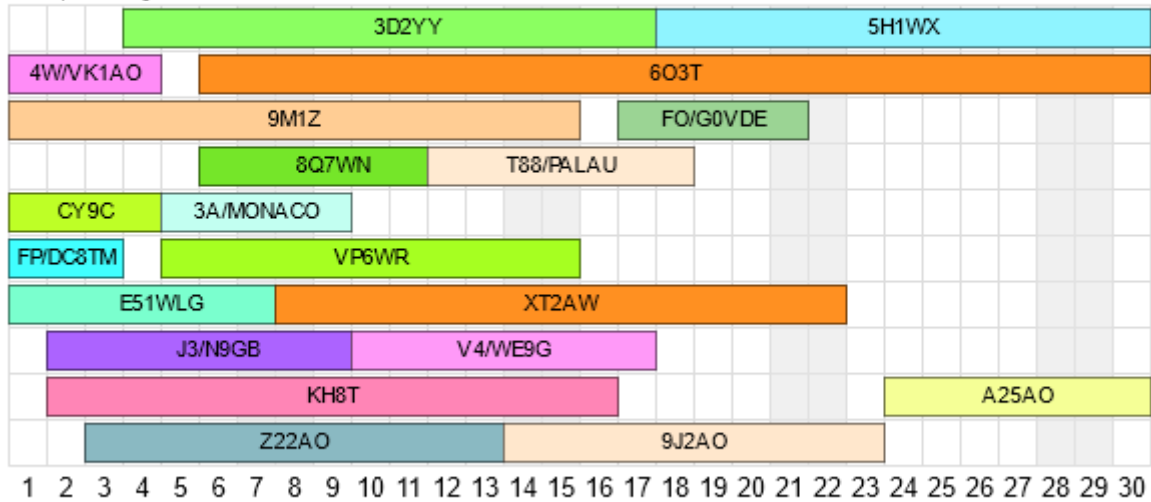 3D2YY 5H1WX
4W/VK1AO 6O3T
9M1Z FO/G0VDE
8Q7WN T88/PALAU
CY9C 3A/MONACO
FP/DC8TM VP6WR
E51WLG XT2AW
J3/N9GB V4/WE9G
KH8T A25AO
Z22AO 9J2AO
1 2 3 4 5 6 7 8 9 10 11 12 13 14 15 16 17 18 19 20 21 22 23 24 25 26 27 28 29 30